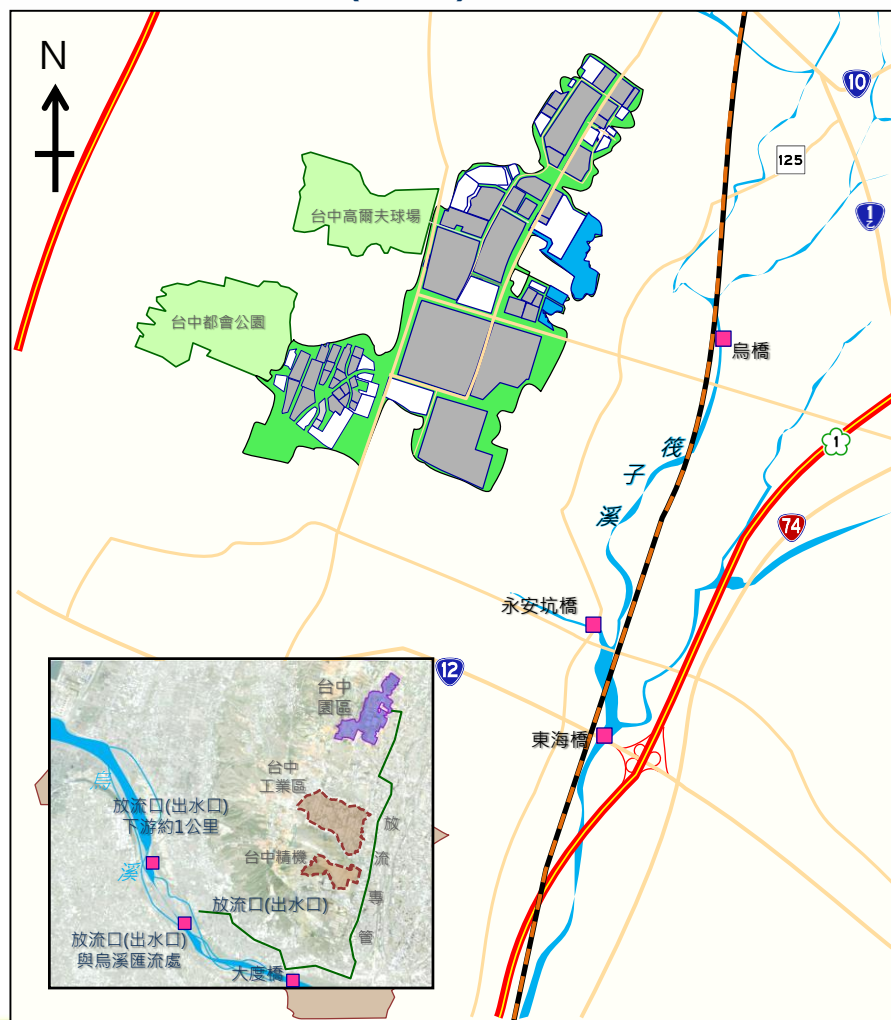 N
10
125
1乙
台中高爾夫球場
台中都會公園
烏橋
1
筏
子
溪
74
永安坑橋
12
東海橋
台中
園區
台中
工業區
烏
放流口(出水口)
下游約1公里
台中精機
溪
放
流
專
管
放流口(出水口)
放流口(出水口)
與烏溪匯流處
大度橋